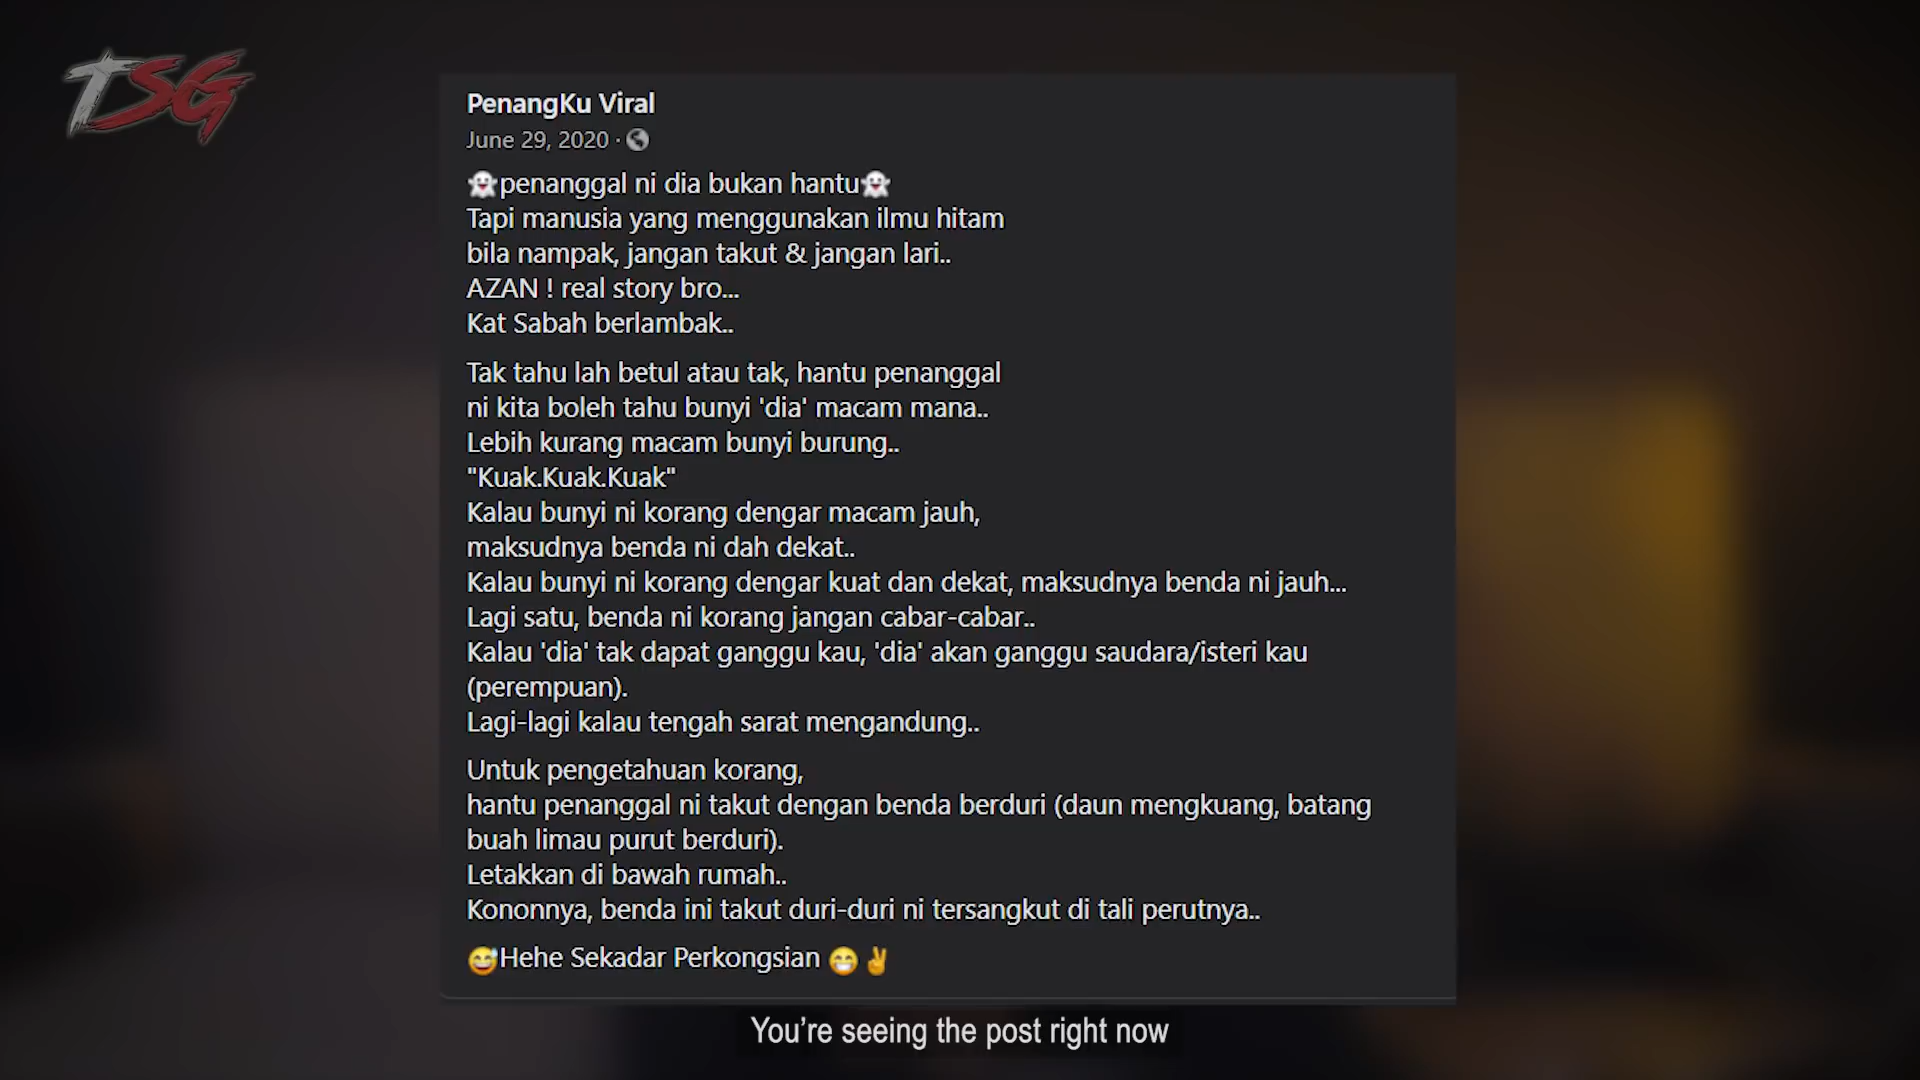 TSG
PenangKu Viral
June 29, 2020 ·
👻penanggal ni dia bukan hantu👻
Tapi manusia yang menggunakan ilmu hitam
bila nampak, jangan takut & jangan lari..
AZAN ! real story bro...
Kat Sabah berlambak..
Tak tahu lah betul atau tak, hantu penanggal
ni kita boleh tahu bunyi 'dia' macam mana..
Lebih kurang macam bunyi burung..
"Kuak.Kuak.Kuak"
Kalau bunyi ni korang dengar macam jauh,
maksudnya benda ni dah dekat..
Kalau bunyi ni korang dengar kuat dan dekat, maksudnya benda ni jauh...
Lagi satu, benda ni korang jangan cabar-cabar..
Kalau 'dia' tak dapat ganggu kau, 'dia' akan ganggu saudara/isteri kau
(perempuan).
Lagi-lagi kalau tengah sarat mengandung..
Untuk pengetahuan korang,
hantu penanggal ni takut dengan benda berduri (daun mengkuang, batang
buah limau purut berduri).
Letakkan di bawah rumah..
Kononnya, benda ini takut duri-duri ni tersangkut di tali perutnya..
😅Hehe Sekadar Perkongsian 😁✌
You're seeing the post right now